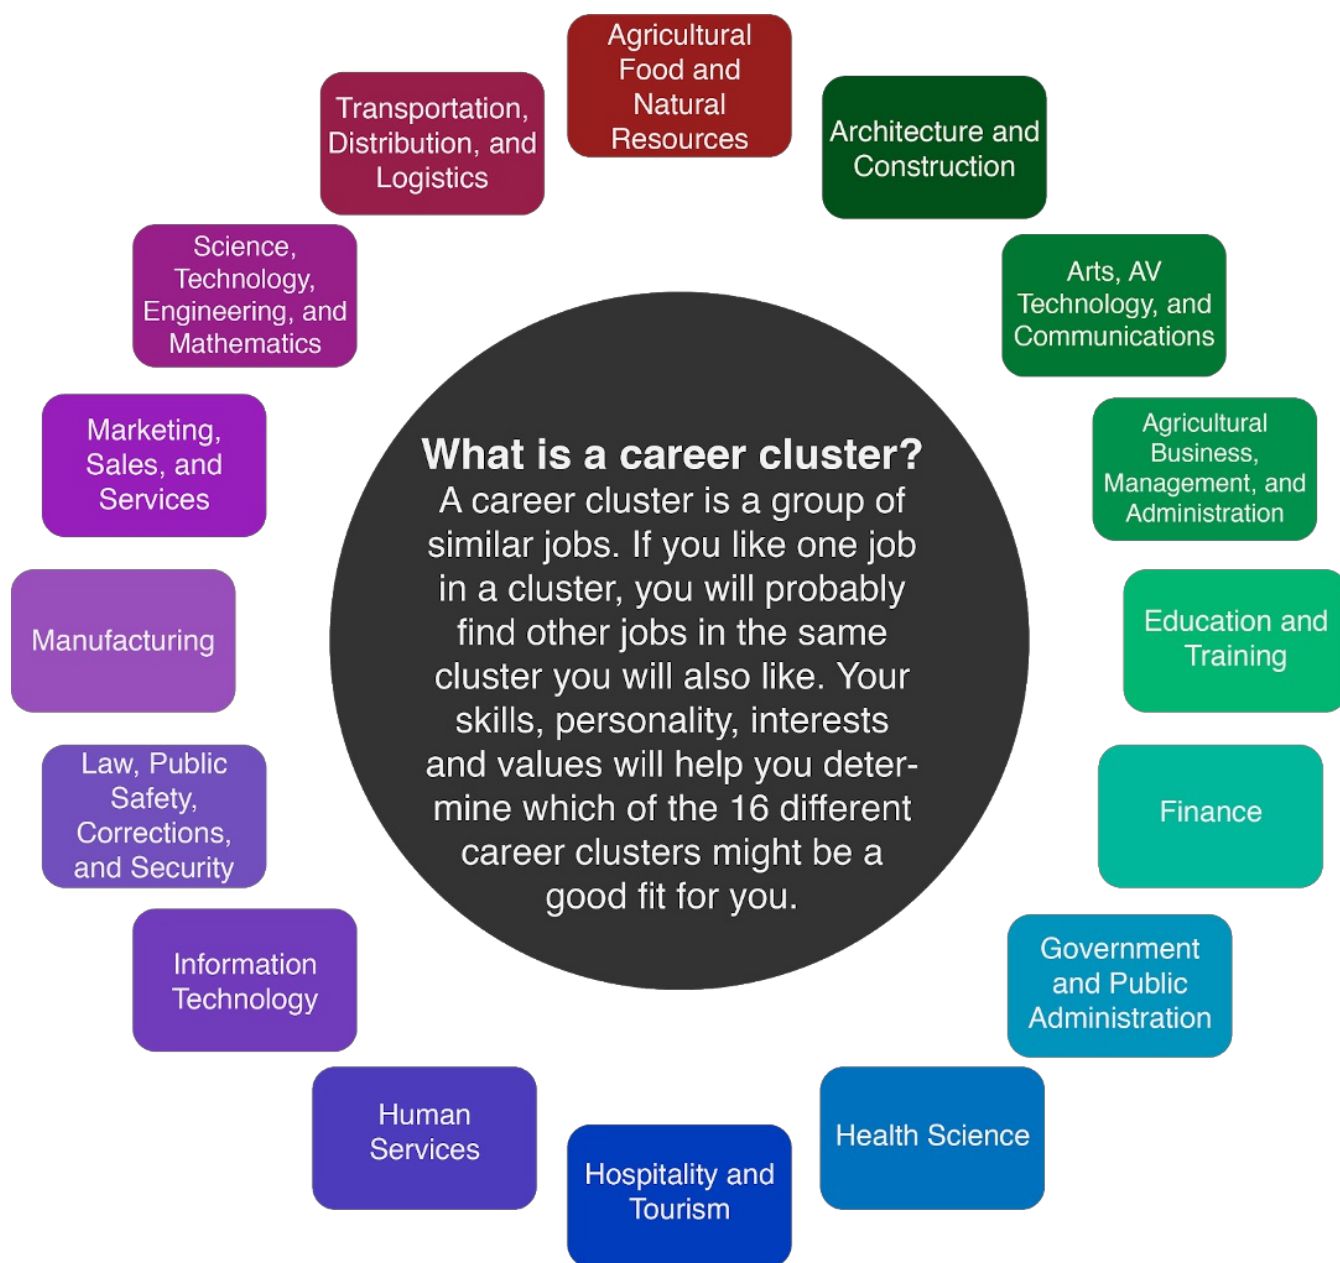 Agricultural
Food and
Natural
Resources
Architecture and
Construction
Arts, AV
Technology, and
Communications
Agricultural
Business,
Management, and
Administration
Education and
Training
Finance
Government
and Public
Administration
Health Science
Hospitality and
Tourism
Human
Services
Information
Technology
Law, Public
Safety,
Corrections,
and Security
Manufacturing
Marketing,
Sales, and
Services
Science,
Technology,
Engineering, and
Mathematics
Transportation,
Distribution, and
Logistics
What is a career cluster?
A career cluster is a group of
similar jobs. If you like one job
in a cluster, you will probably
find other jobs in the same
cluster you will also like. Your
skills, personality, interests
and values will help you deter-
mine which of the 16 different
career clusters might be a
good fit for you.